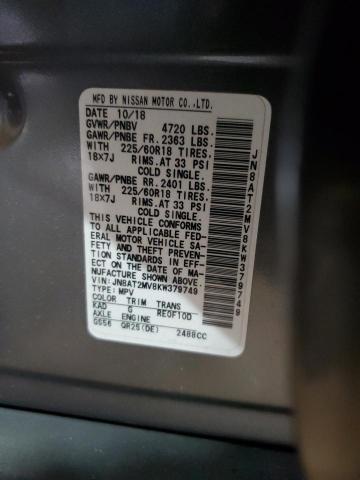 MFD BY NISSAN MOTOR CO.,LTD.
DATE 10/18
GVWR/PNBV 4720 LBS.
GAWR/PNBE FR. 2363 LBS.
WITH 225/60R18 TIRES,
18X7J RIMS.AT 33 PSI
COLD SINGLE.
GAWR/PNBE RR. 2401 LBS.
WITH 225/60R18 TIRES,
18X7J RIMS.AT 33 PSI
COLD SINGLE.
THIS VEHICLE CONFORMS
TO ALL APPLICABLE FED-
ERAL MOTOR VEHICLE SA-
FETY AND THEFT PREVEN-
TION STANDARDS IN EFF-
ECT ON THE DATE OF MA-
NUFACTURE SHOWN ABOVE.
VIN:JN8AT2MV8KW379749
TYPE: MPV
COLOR TRIM TRANS
KAD G RE0F10D
AXLE ENGINE
GS56 QR25(DE) 2488CC
JN8AT2MV8KW379749